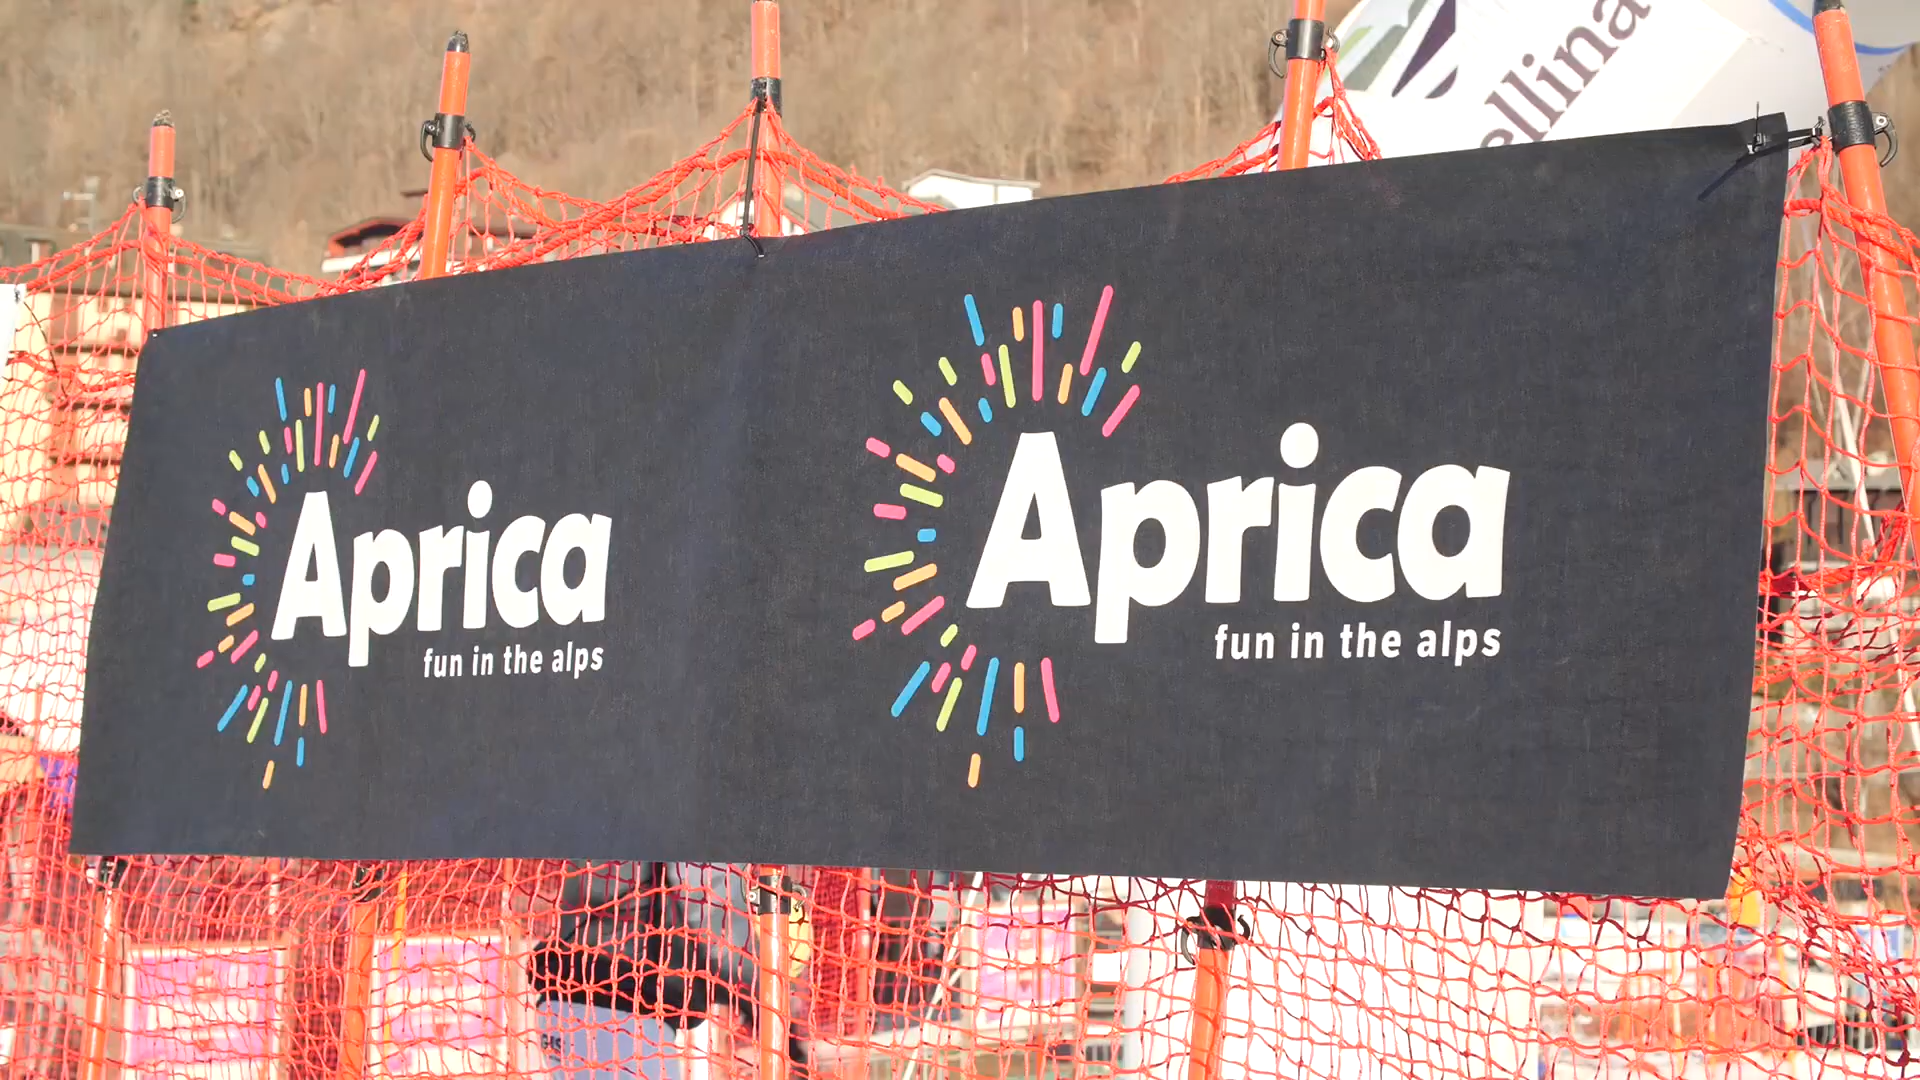 ellina
Aprica
fun in the alps
Aprica
fun in the alps